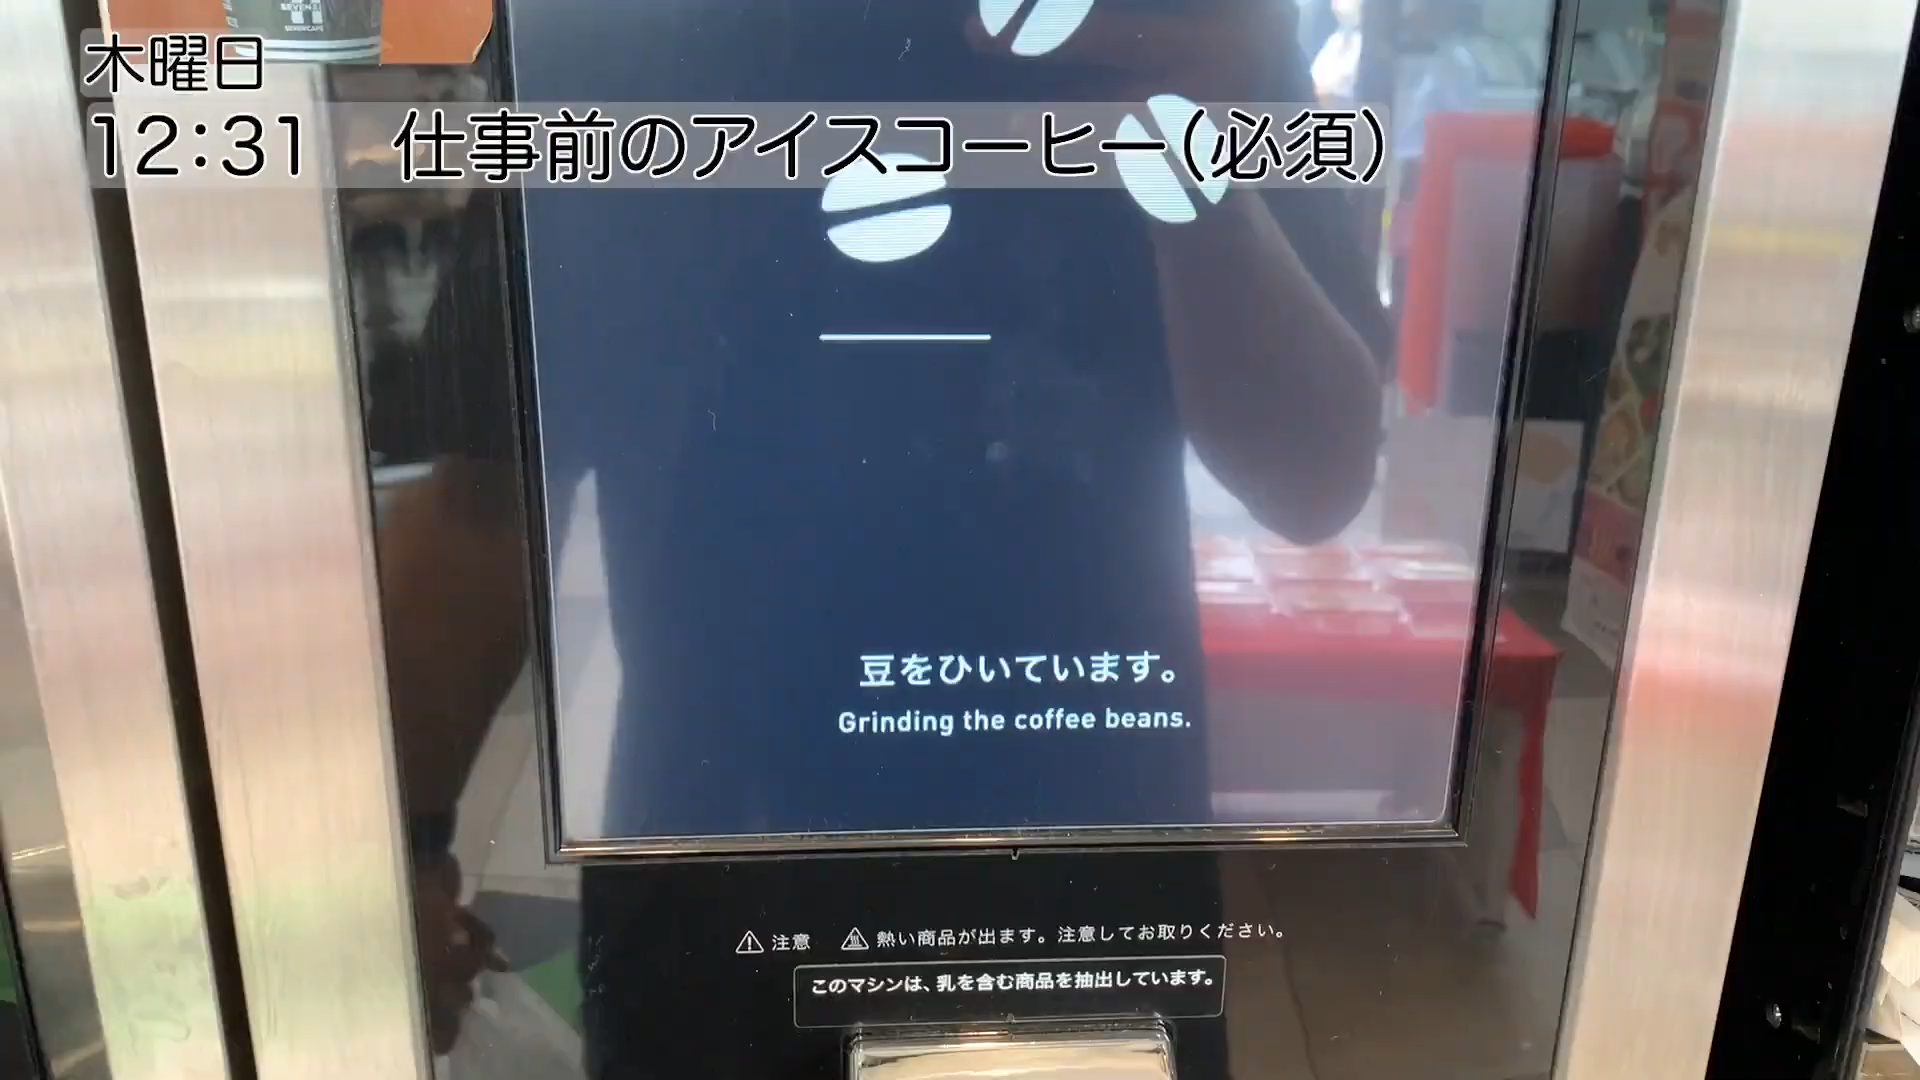 木曜日
12:31 仕事前のアイスコーヒー(必須)
豆をひいています。
Grinding the coffee beans.
注意 熱い商品が出ます。注意してお取りください。
このマシンは、乳を含む商品を抽出しています。